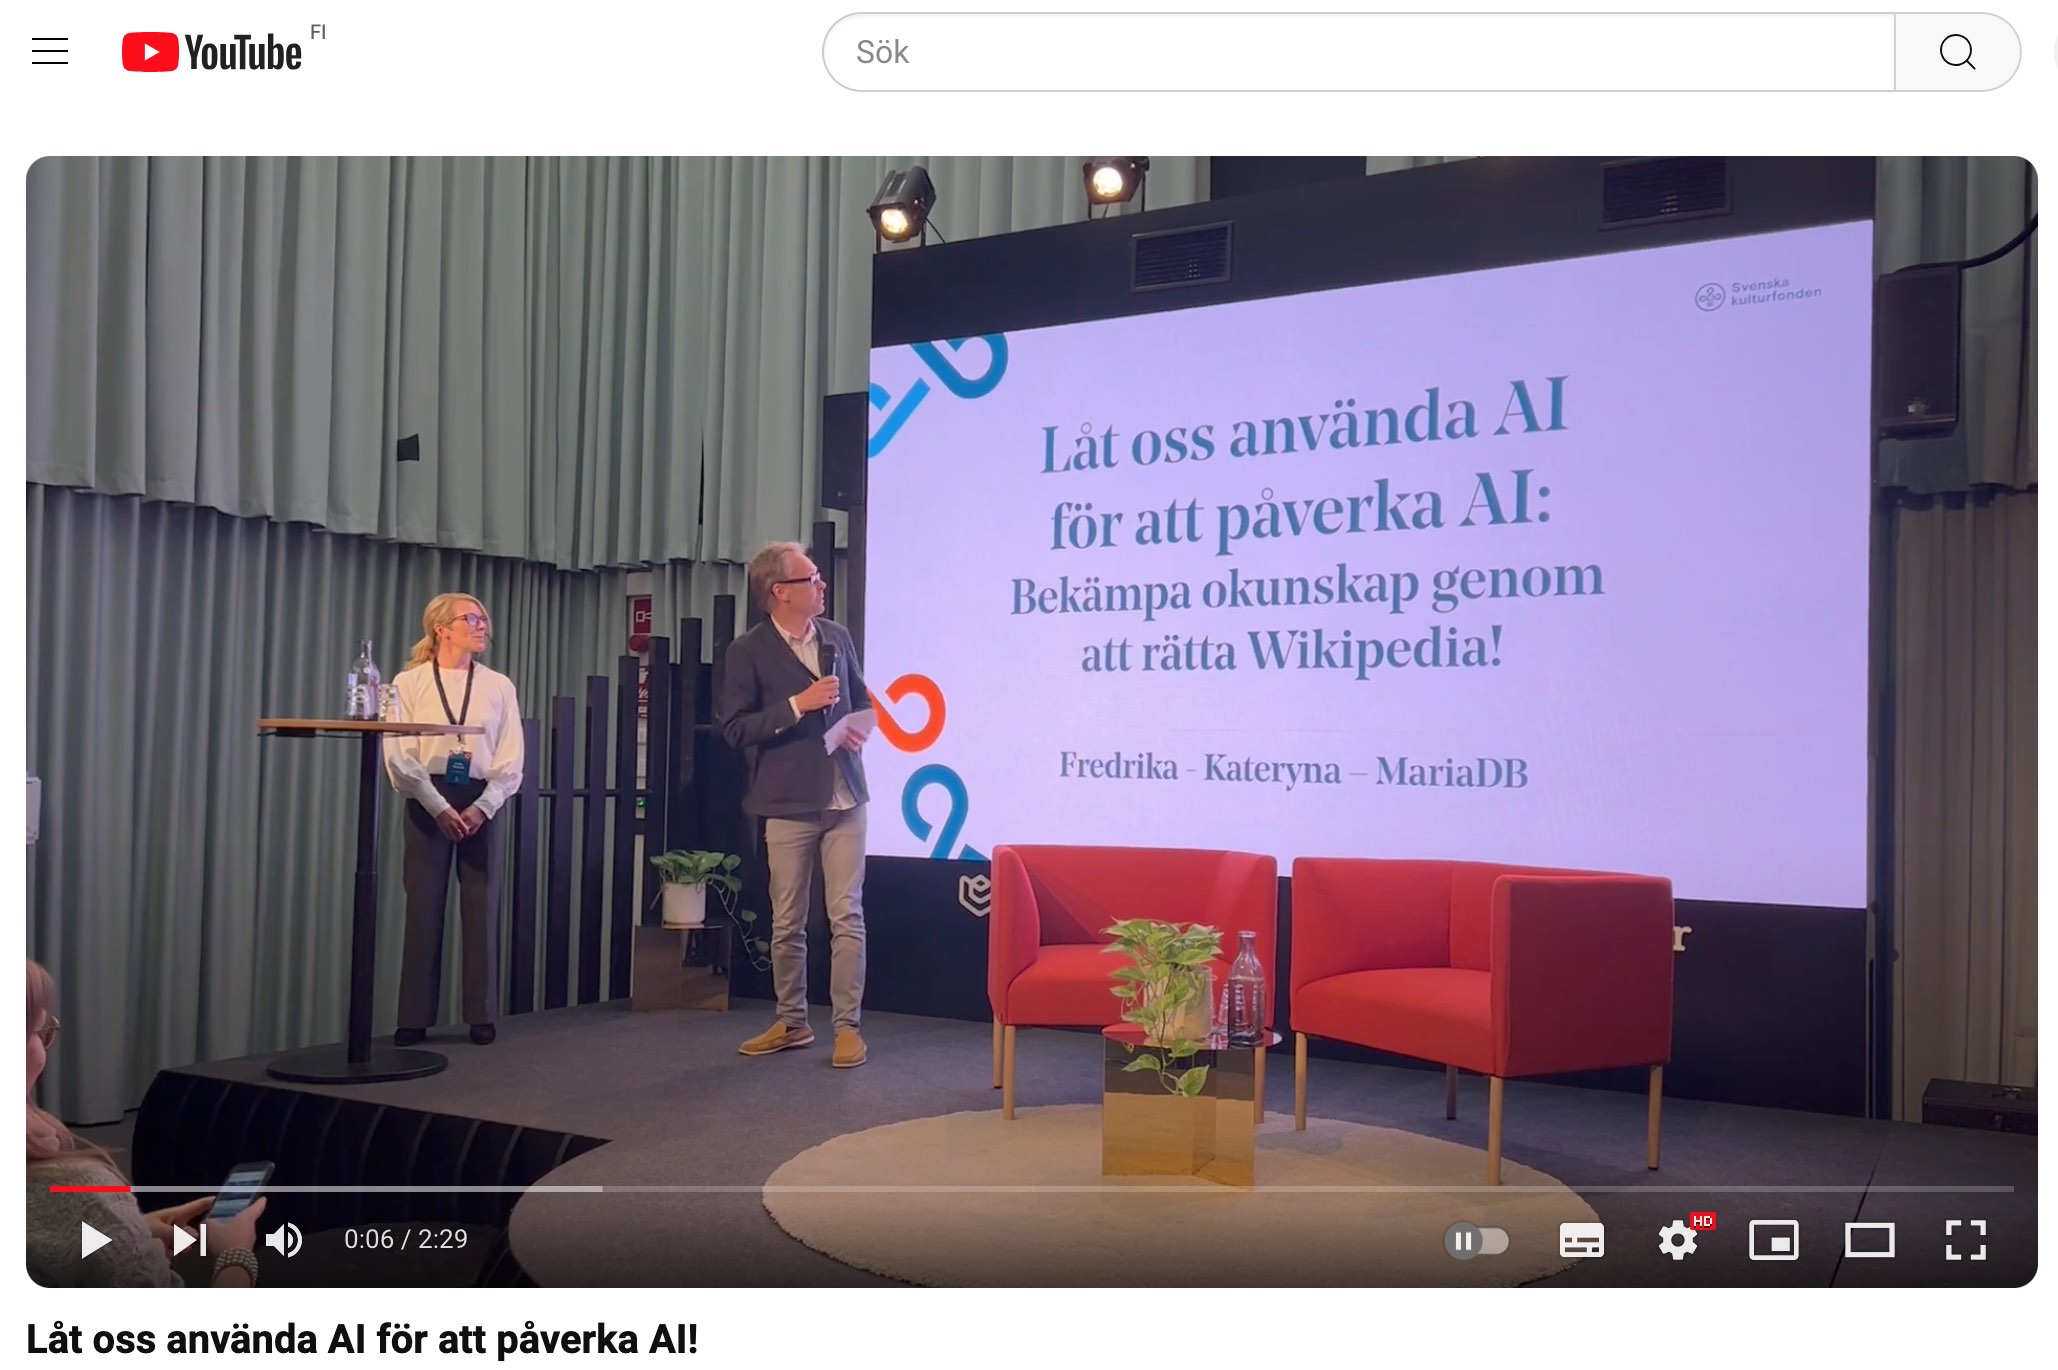 YouTube FI
Sök
Svenska
kulturfonden
Låt oss använda AI
för att påverka AI:
Bekämpa okunskap genom
att rätta Wikipedia!
Fredrika - Kateryna – MariaDB
r
0:06 / 2:29
HD
Låt oss använda AI för att påverka AI!